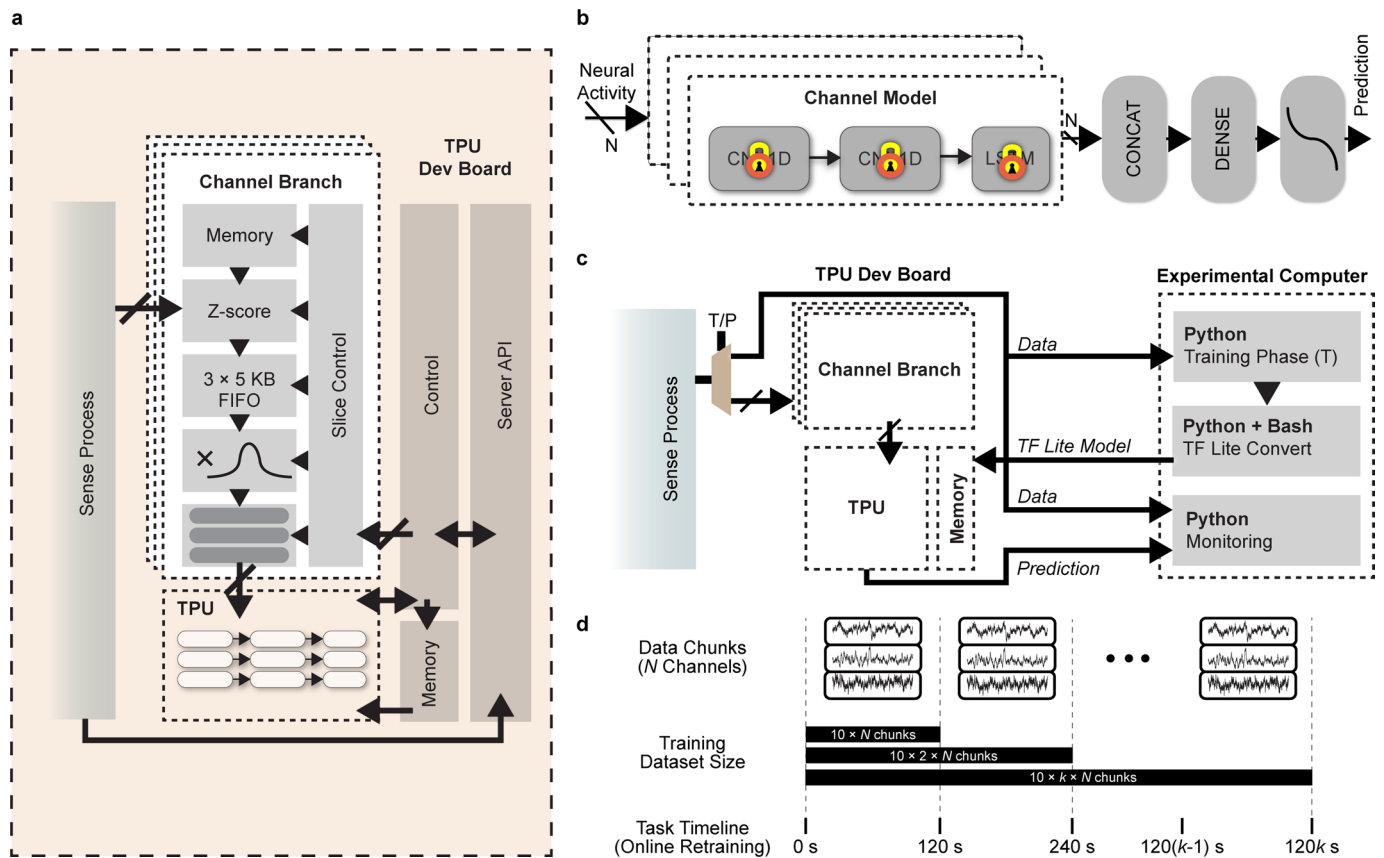 a
TPU
Dev Board
Channel Branch
Sense Process
Memory
Z-score
3 × 5 KB
FIFO
×
Slice Control
Control
Server API
TPU
Memory
b
Neural
Activity
N
Channel Model
N
CONCAT
DENSE
Prediction
c
TPU Dev Board
Experimental Computer
T/P
Sense Process
Channel Branch
TPU
Memory
Data
TF Lite Model
Data
Prediction
Python
Training Phase (T)
Python + Bash
TF Lite Convert
Python
Monitoring
d
Data Chunks
(N Channels)
Training
Dataset Size
10 × N chunks
10 × 2 × N chunks
10 × k × N chunks
Task Timeline
(Online Retraining)
0 s
120 s
240 s
120(k-1) s
120k s